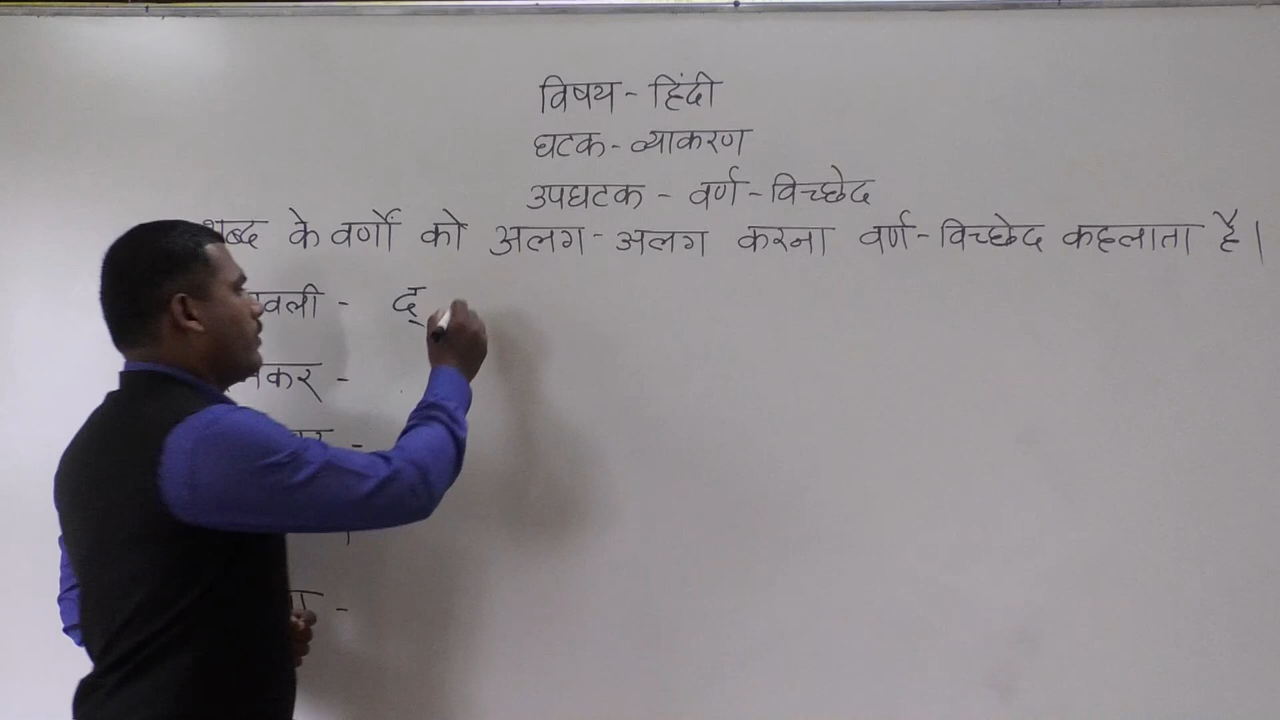 विषय - हिंदी
घटक - व्याकरण
उपघटक - वर्ण - विच्छेद
शब्द के वर्णों को अलग - अलग करना वर्ण - विच्छेद कहलाता है।
वली - द्
कर -
-
-